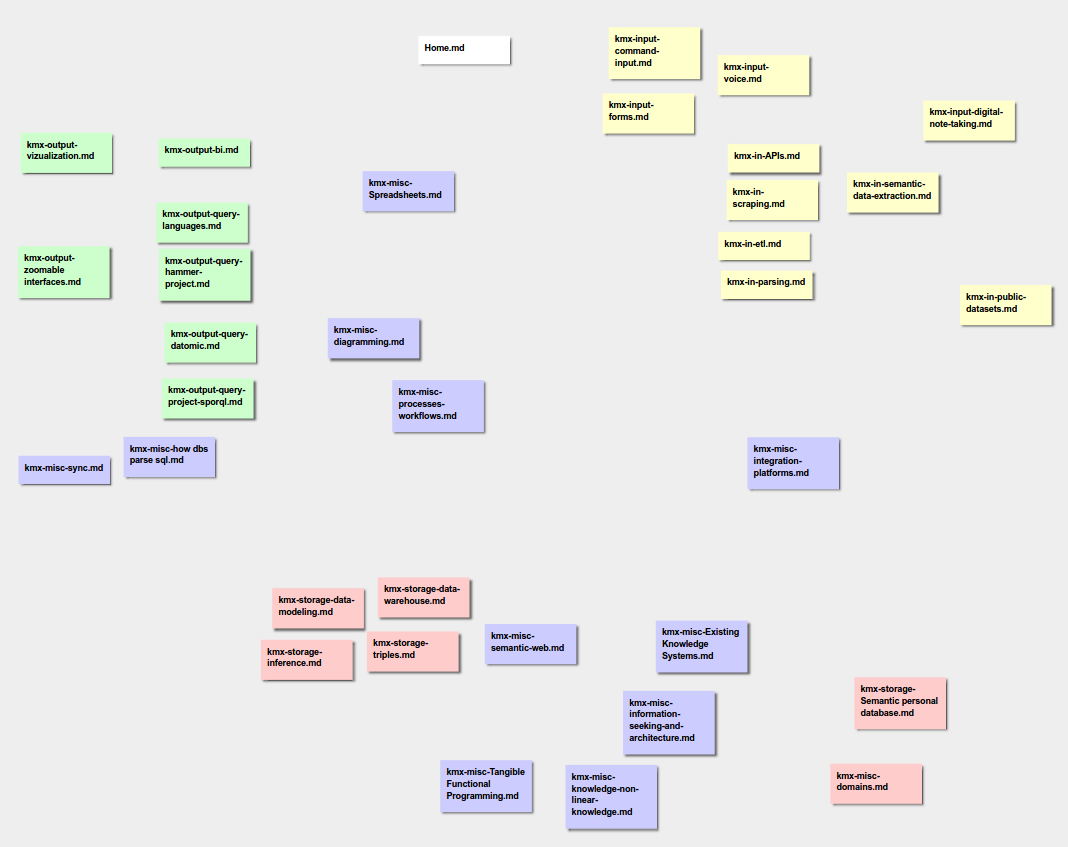 Home.md
kmx-input-
command-
input.md
kmx-input-
voice.md
kmx-input-
forms.md
kmx-input-digital-
note-taking.md
kmx-output-
vizualization.md
kmx-output-bi.md
kmx-in-APIs.md
kmx-misc-
Spreadsheets.md
kmx-in-
scraping.md
kmx-in-semantic-
data-extraction.md
kmx-output-query-
languages.md
kmx-in-etl.md
kmx-output-
zoomable
interfaces.md
kmx-output-query-
hammer-
project.md
kmx-in-parsing.md
kmx-in-public-
datasets.md
kmx-output-query-
datomic.md
kmx-misc-
diagramming.md
kmx-output-query-
project-sporql.md
kmx-misc-
processes-
workflows.md
kmx-misc-sync.md
kmx-misc-how dbs
parse sql.md
kmx-misc-
integration-
platforms.md
kmx-storage-data-
modeling.md
kmx-storage-data-
warehouse.md
kmx-storage-
inference.md
kmx-storage-
triples.md
kmx-misc-
semantic-web.md
kmx-misc-Existing
Knowledge
Systems.md
kmx-misc-
information-
seeking-and-
architecture.md
kmx-storage-
Semantic personal
database.md
kmx-misc-Tangible
Functional
Programming.md
kmx-misc-
knowledge-non-
linear-
knowledge.md
kmx-misc-
domains.md